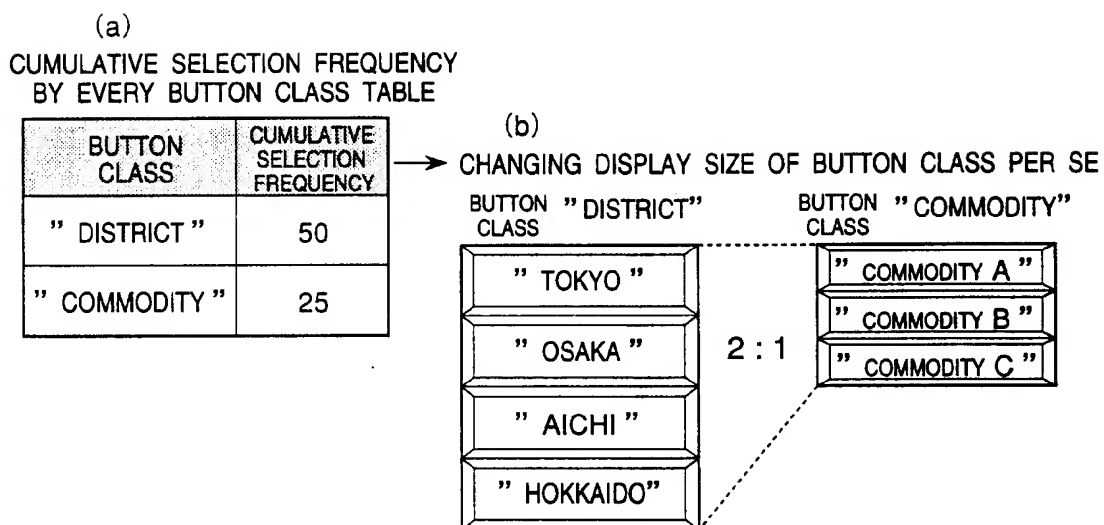 (a)
CUMULATIVE SELECTION FREQUENCY
BY EVERY BUTTON CLASS TABLE
BUTTON
CLASS
CUMULATIVE
SELECTION
FREQUENCY
" DISTRICT "
50
" COMMODITY "
25
(b)
CHANGING DISPLAY SIZE OF BUTTON CLASS PER SE
BUTTON
CLASS
" DISTRICT"
" TOKYO "
" OSAKA "
" AICHI "
" HOKKAIDO"
2 : 1
BUTTON
CLASS
" COMMODITY"
" COMMODITY A "
" COMMODITY B "
" COMMODITY C "